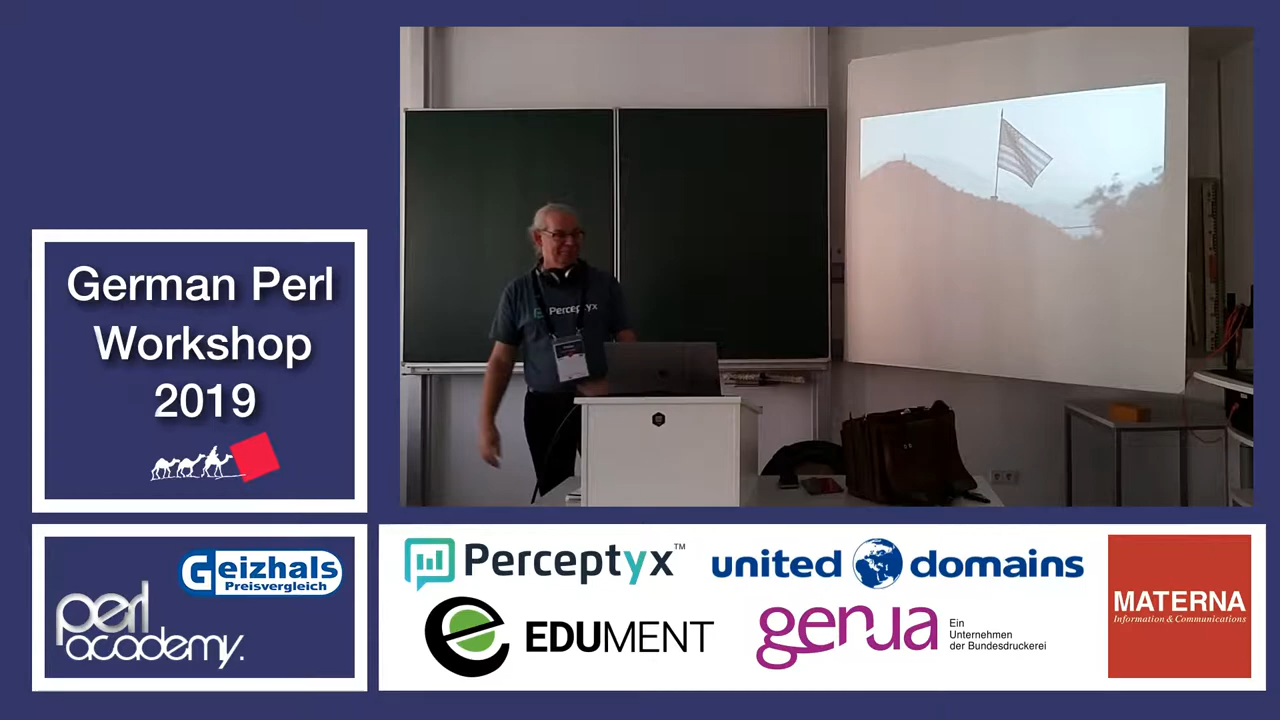 German Perl
Workshop
2019
Perceptyx
Geizhals
Preisvergleich
perl
academy.
Perceptyx™
united domains
EDUMENT
genua
Ein
Unternehmen
der Bundesdruckerei
MATERNA
Information & Communications